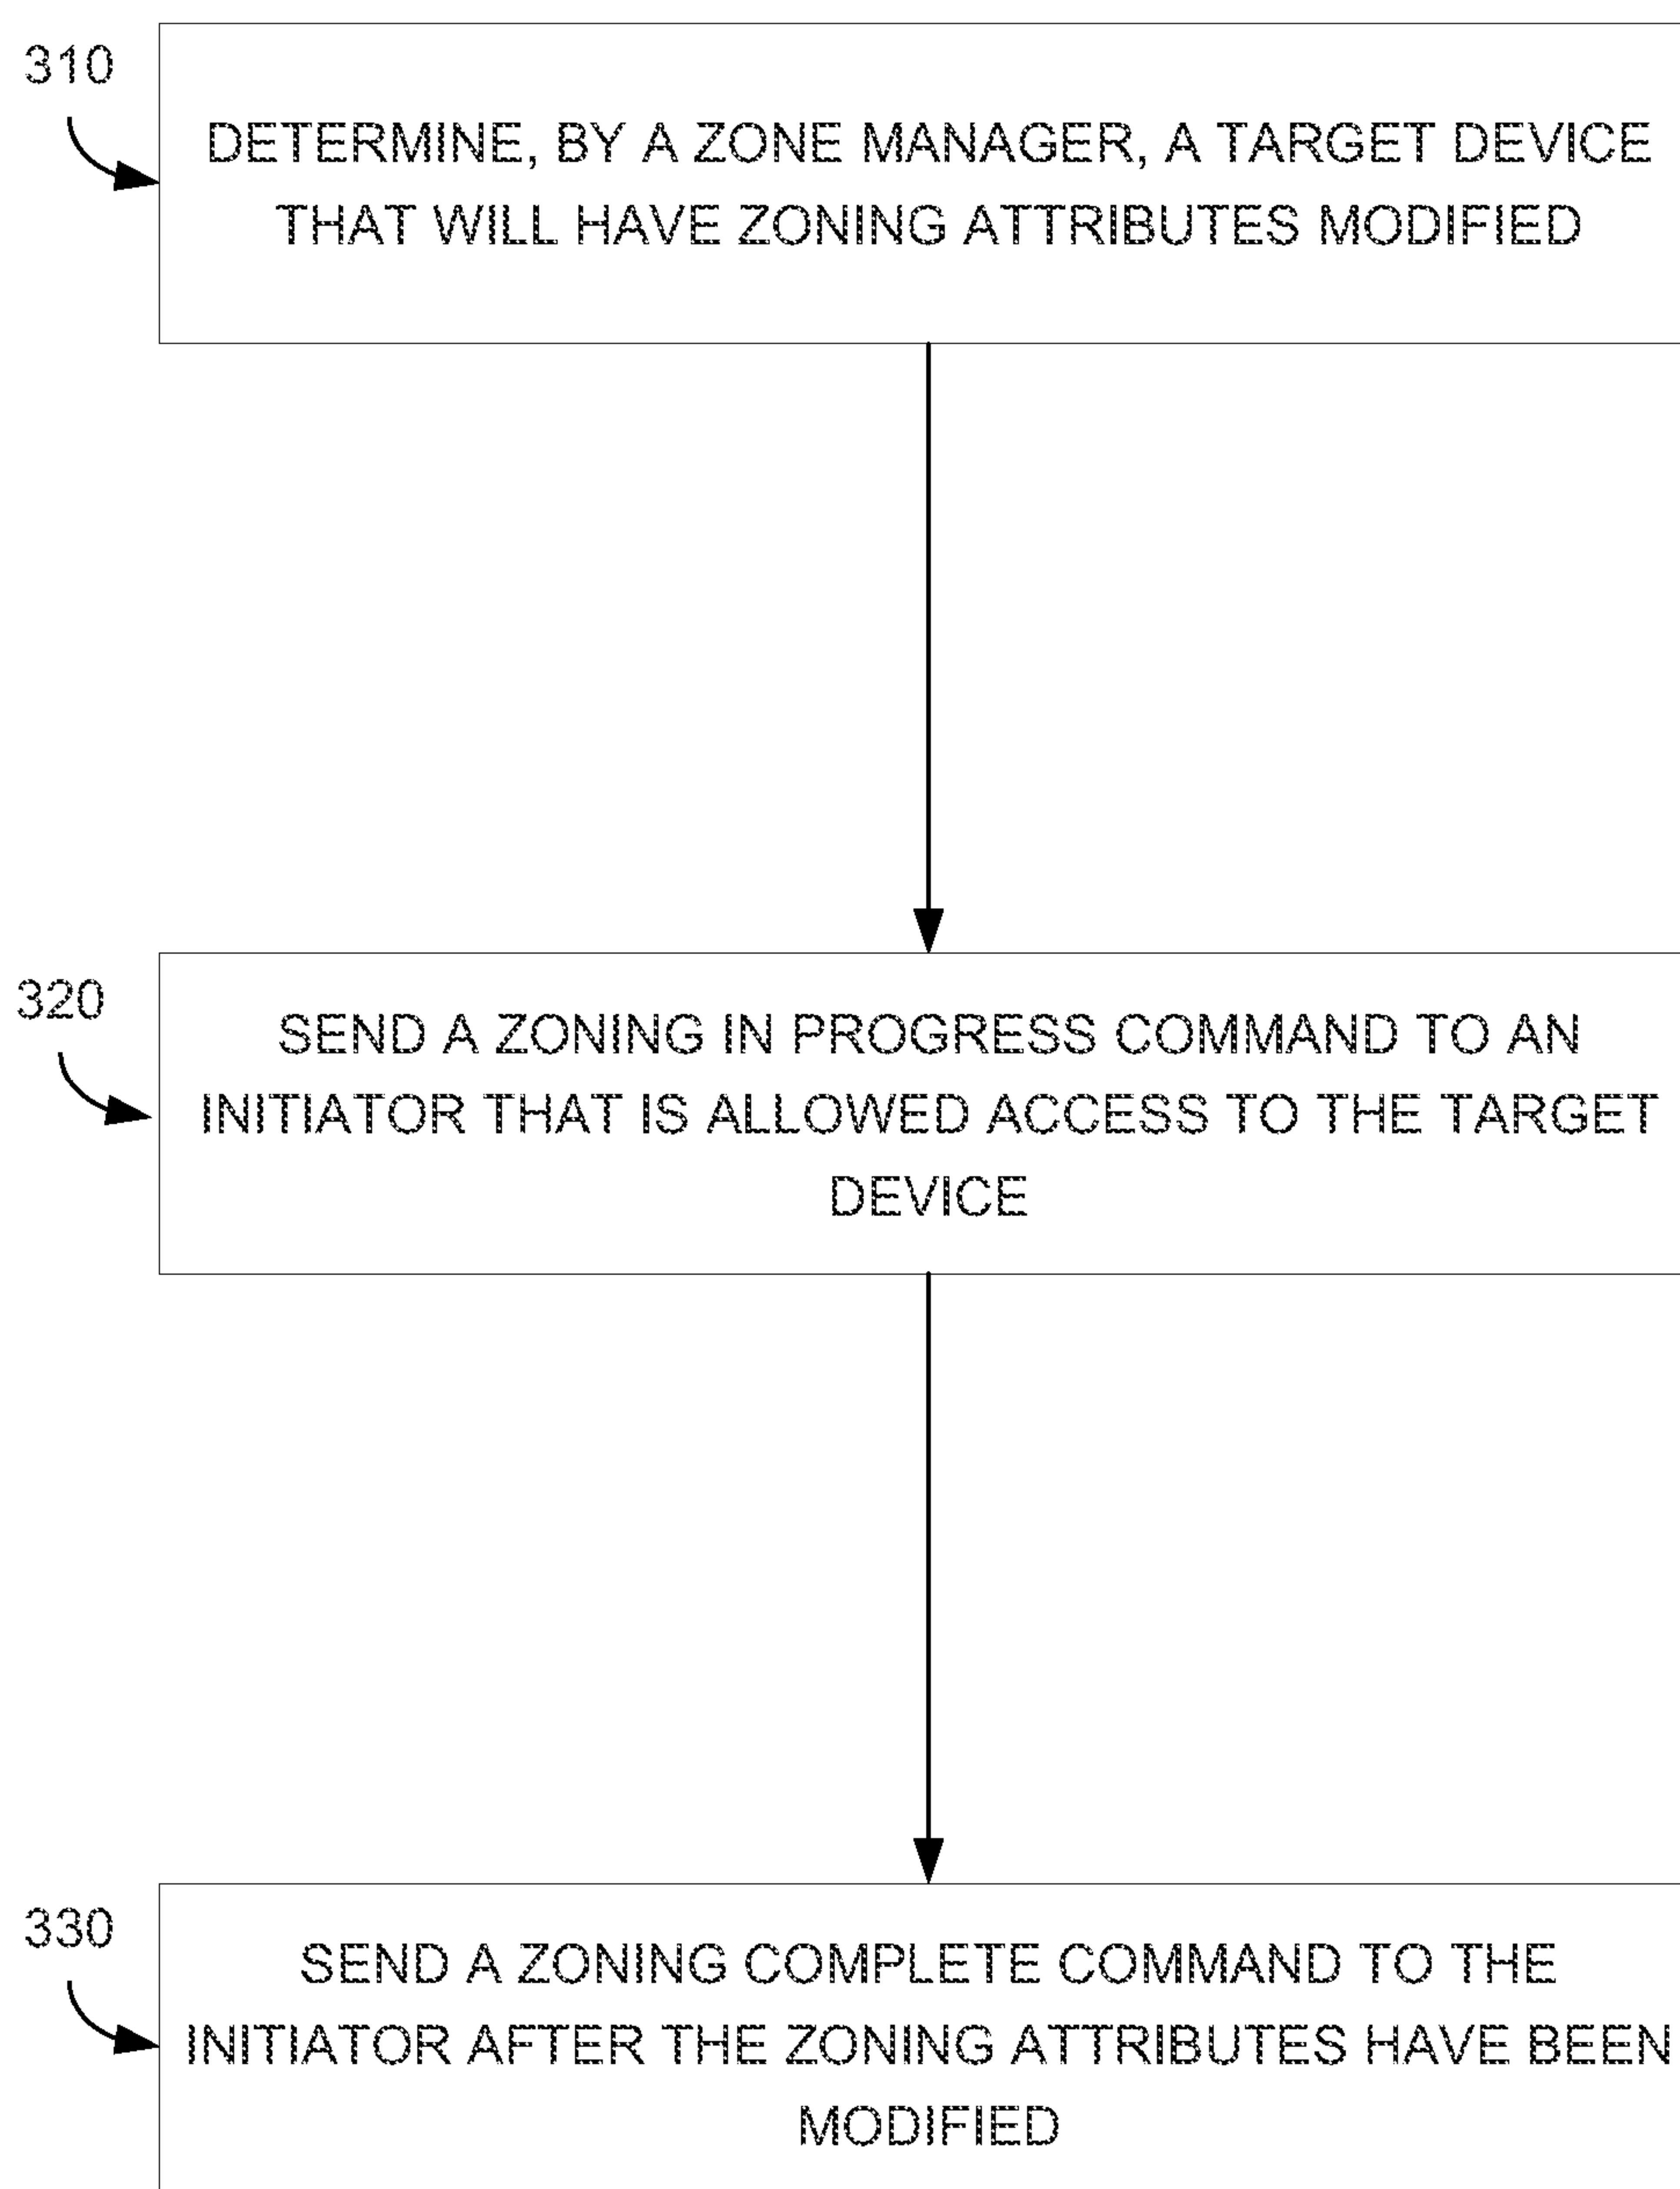 310
DETERMINE, BY A ZONE MANAGER, A TARGET DEVICE
THAT WILL HAVE ZONING ATTRIBUTES MODIFIED
320
SEND A ZONING IN PROGRESS COMMAND TO AN
INITIATOR THAT IS ALLOWED ACCESS TO THE TARGET
DEVICE
330
SEND A ZONING COMPLETE COMMAND TO THE
INITIATOR AFTER THE ZONING ATTRIBUTES HAVE BEEN
MODIFIED